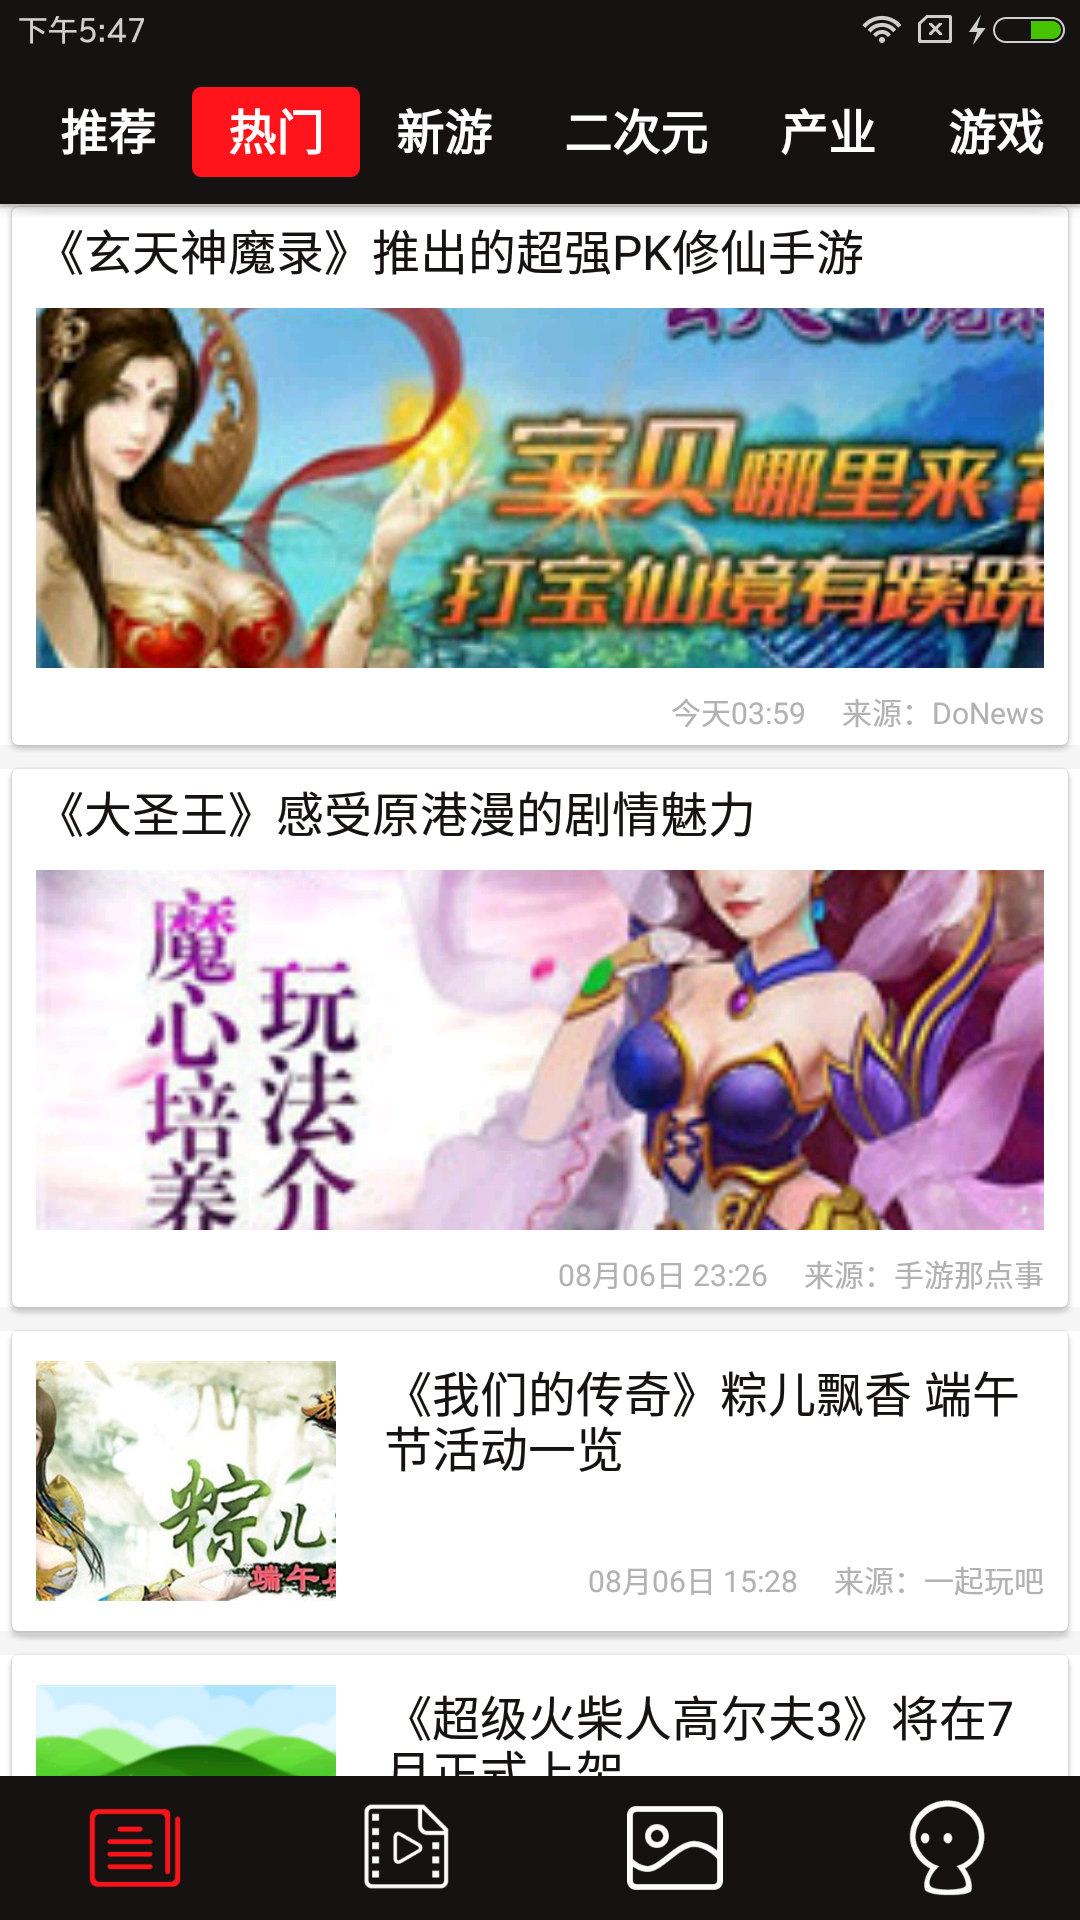 下午5:47
推荐 热门 新游 二次元 产业 游戏
《玄天神魔录》推出的超强PK修仙手游
宝贝哪里来
打宝仙境有蹊跷
今天03:59 来源：DoNews
《大圣王》感受原港漫的剧情魅力
魔心培养
玩法介
08月06日 23:26 来源：手游那点事
《我们的传奇》粽儿飘香 端午
节活动一览
粽儿
端午
08月06日 15:28 来源：一起玩吧
《超级火柴人高尔夫3》将在7
月正式上架